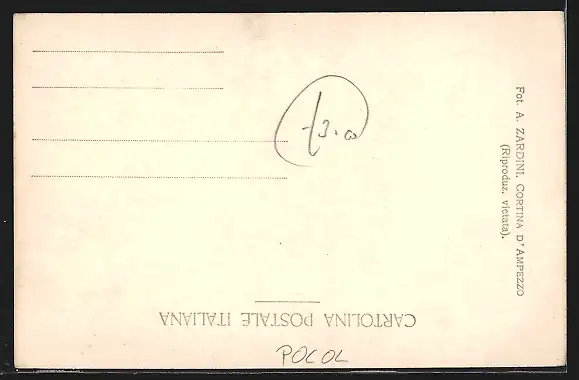 Fot. A. ZARDINI. CORTINA D'AMPEZZO
(Riproduz. vietata).
CARTOLINA POSTALE ITALIANA
POCOL